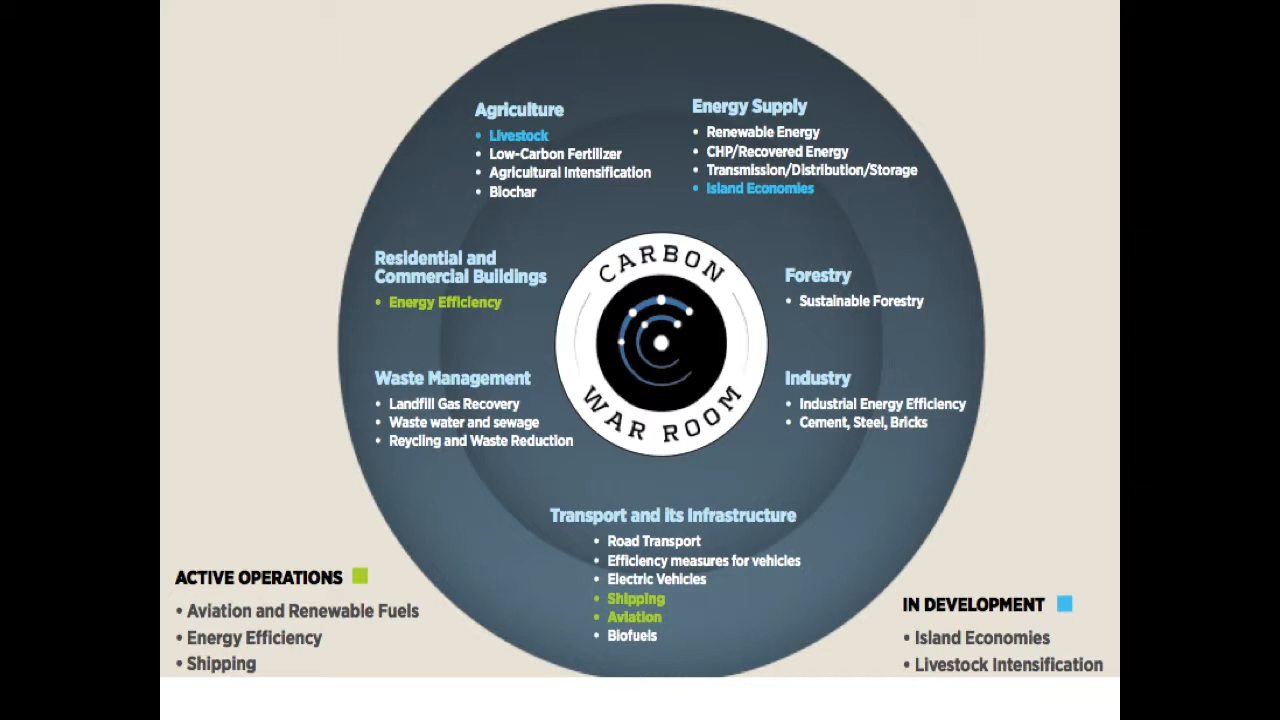 Agriculture
• Livestock
• Low-Carbon Fertilizer
• Agricultural Intensification
• Biochar
Energy Supply
• Renewable Energy
• CHP/Recovered Energy
• Transmission/Distribution/Storage
• Island Economies
Residential and
Commercial Buildings
• Energy Efficiency
CARBON
WAR ROOM
Forestry
• Sustainable Forestry
Waste Management
• Landfill Gas Recovery
• Waste water and sewage
• Reycling and Waste Reduction
Industry
• Industrial Energy Efficiency
• Cement, Steel, Bricks
Transport and its Infrastructure
• Road Transport
• Efficiency measures for vehicles
• Electric Vehicles
• Shipping
• Aviation
• Biofuels
ACTIVE OPERATIONS
• Aviation and Renewable Fuels
• Energy Efficiency
• Shipping
IN DEVELOPMENT
• Island Economies
• Livestock Intensification